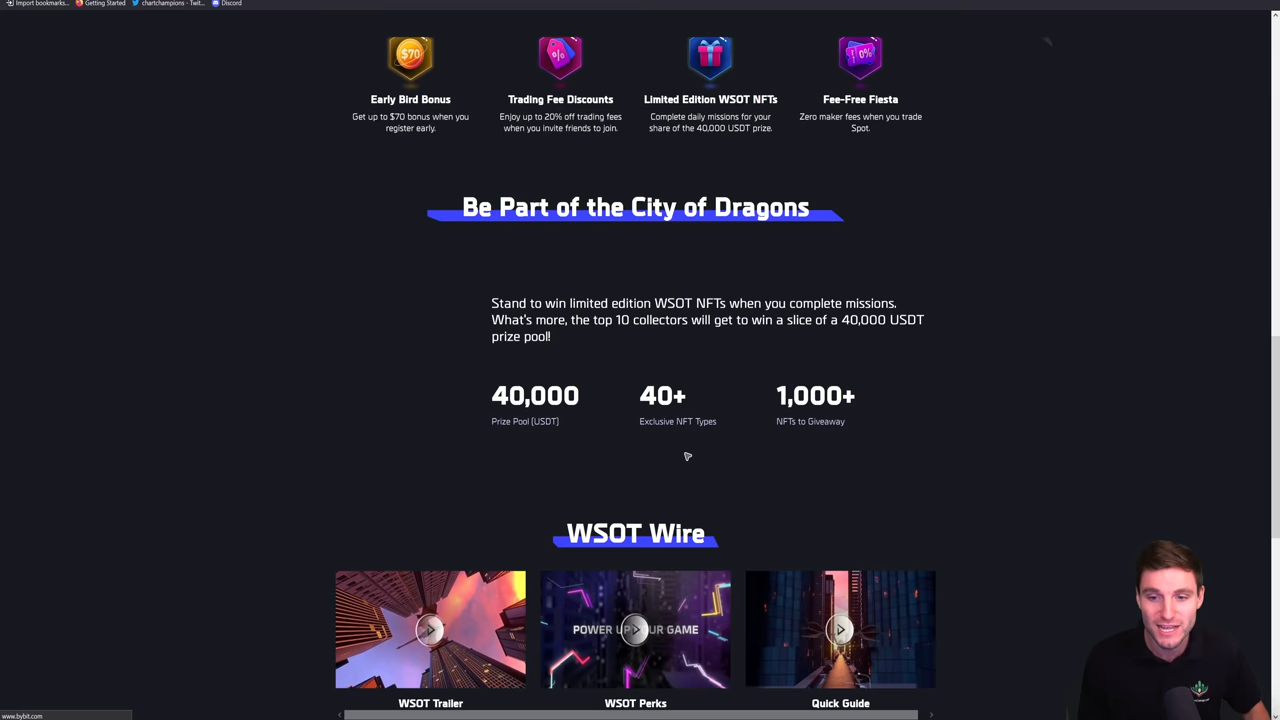 Import bookmarks...
Getting Started
chartchampions - Twit...
Discord
$70
%
0%
Early Bird Bonus
Trading Fee Discounts
Limited Edition WSOT NFTs
Fee-Free Fiesta
Get up to $70 bonus when you
register early.
Enjoy up to 20% off trading fees
when you invite friends to join.
Complete daily missions for your
share of the 40,000 USDT prize.
Zero maker fees when you trade
Spot.
Be Part of the City of Dragons
Stand to win limited edition WSOT NFTs when you complete missions.
What's more, the top 10 collectors will get to win a slice of a 40,000 USDT
prize pool!
40,000
40+
1,000+
Prize Pool (USDT)
Exclusive NFT Types
NFTs to Giveaway
WSOT Wire
POWER UP YOUR GAME
WSOT Trailer
WSOT Perks
Quick Guide
www.bybit.com